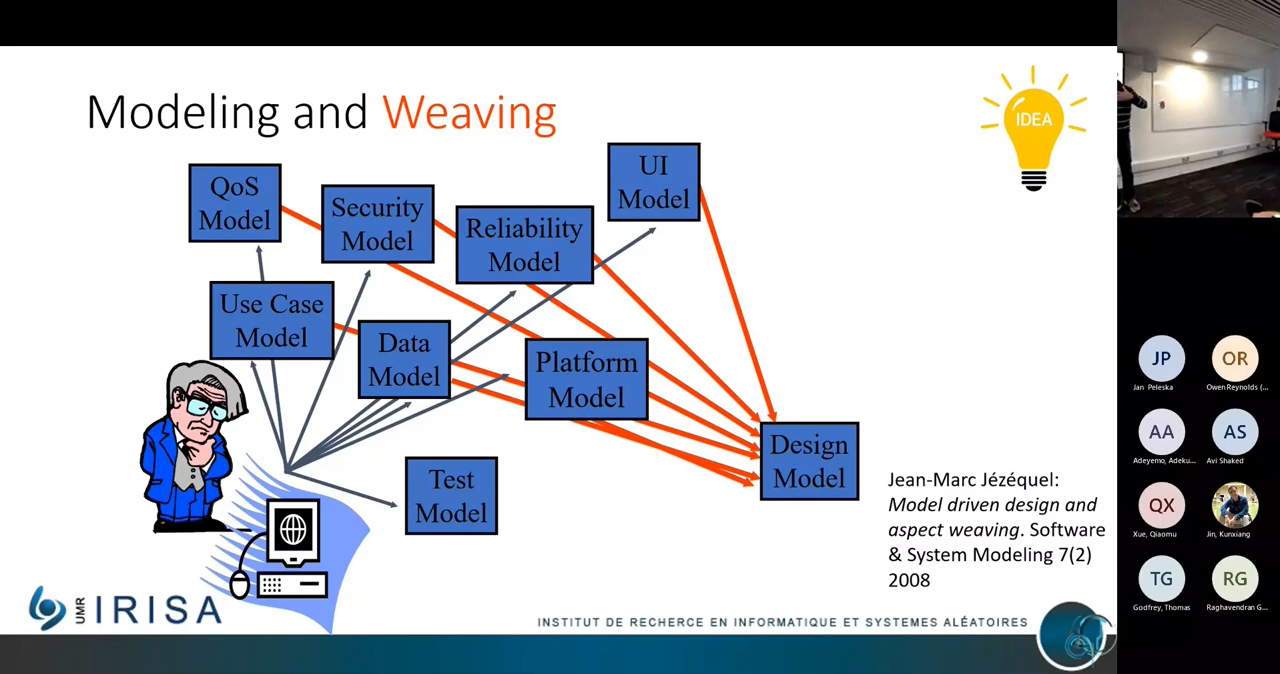 Modeling and Weaving
IDEA
QoS
Model
Security
Model
Reliability
Model
UI
Model
Use Case
Model
Data
Model
Platform
Model
Design
Model
Test
Model
Jean-Marc Jézéquel:
Model driven design and
aspect weaving. Software
& System Modeling 7(2)
2008
UMR
IRISA
INSTITUT DE RECHERCE EN INFORMATIQUE ET SYSTEMES ALÉATOIRES
JP
OR
Jan Peleska
Owen Reynolds (...
AA
AS
Adeyemo, Adeku...
Avi Shaked
QX
Xue, Qiaomu
Jin, Kunxiang
TG
RG
Godfrey, Thomas
Raghavendran G...